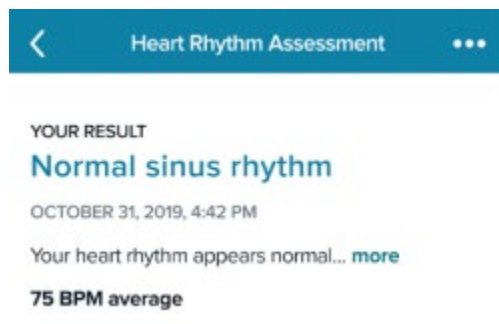 Heart Rhythm Assessment
YOUR RESULT
Normal sinus rhythm
OCTOBER 31, 2019, 4:42 PM
Your heart rhythm appears normal... more
75 BPM average